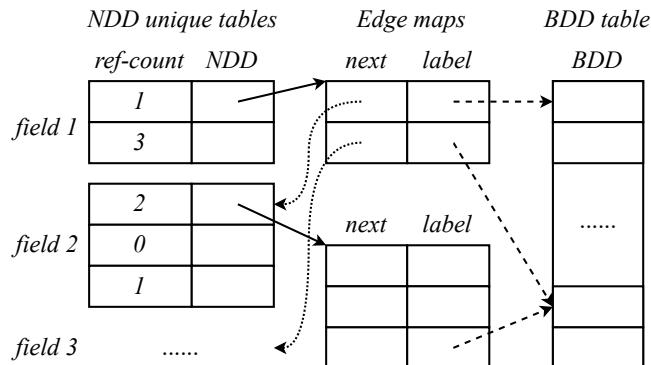 NDD unique tables Edge maps BDD table
ref-count NDD next label BDD
field 1
1
3
field 2
2
0
1
next label
......
field 3 ......